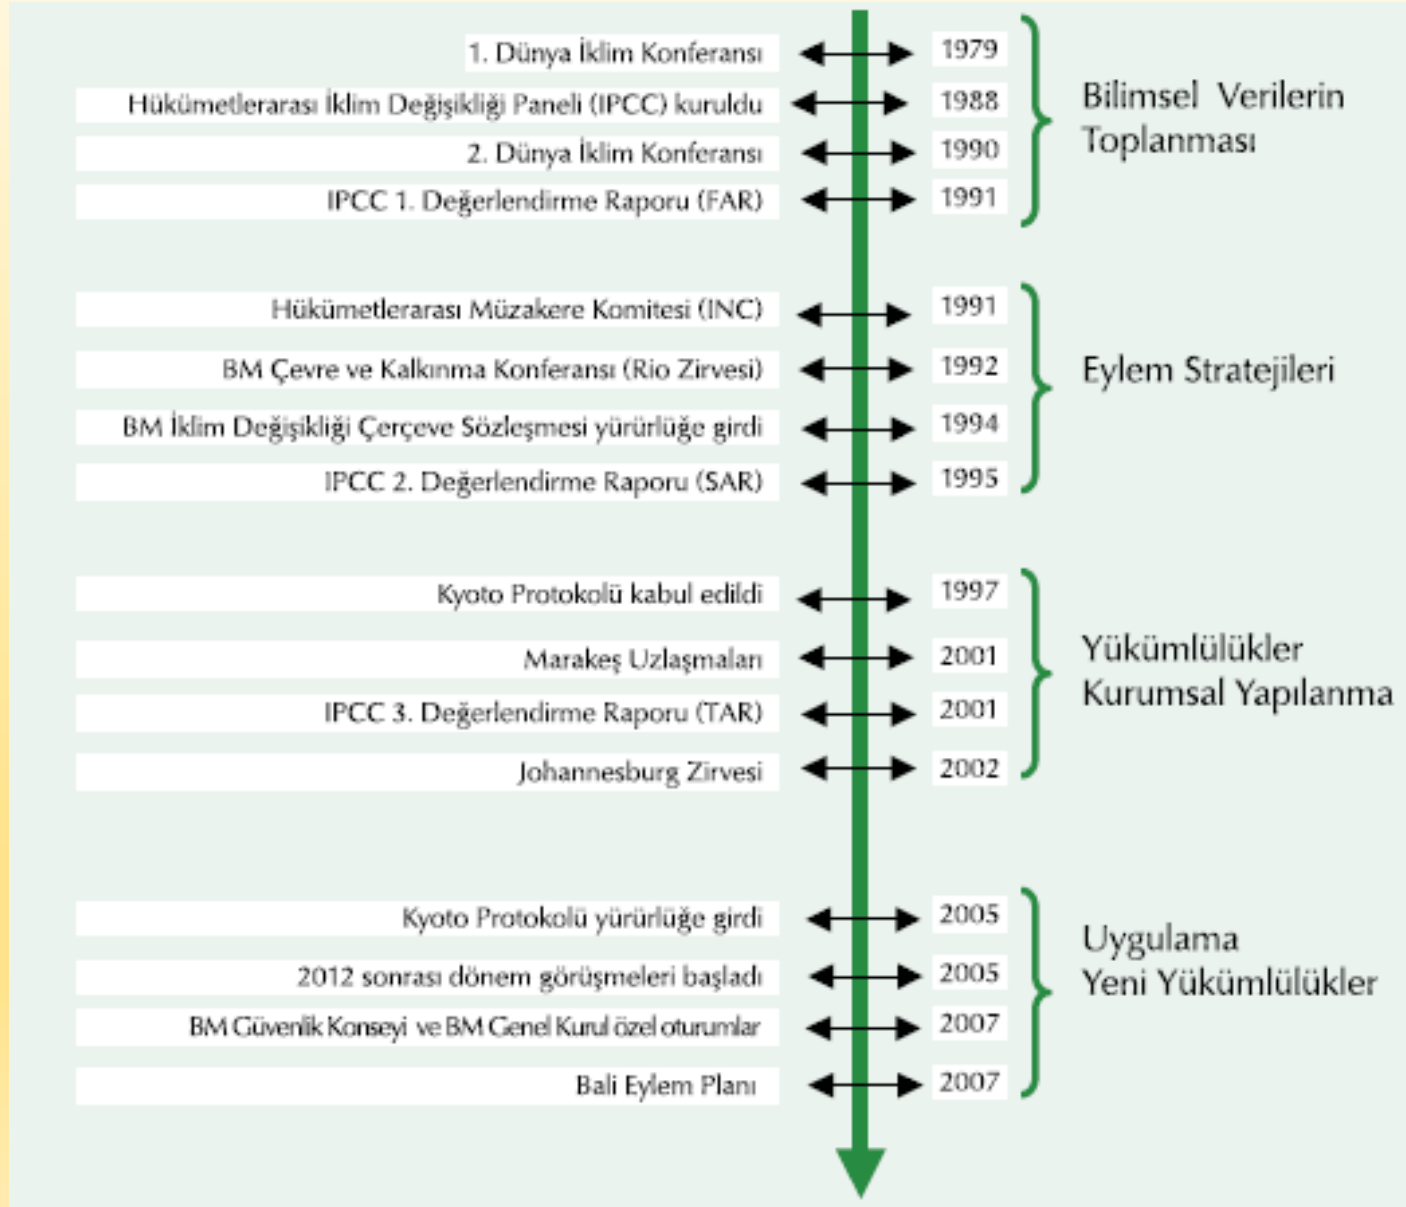 1. Dünya İklim Konferansı 1979
Hükümetlerarası İklim Değişikliği Paneli (IPCC) kuruldu 1988
2. Dünya İklim Konferansı 1990
IPCC 1. Değerlendirme Raporu (FAR) 1991
Bilimsel Verilerin
Toplanması
Hükümetlerarası Müzakere Komitesi (INC) 1991
BM Çevre ve Kalkınma Konferansı (Rio Zirvesi) 1992
BM İklim Değişikliği Çerçeve Sözleşmesi yürürlüğe girdi 1994
IPCC 2. Değerlendirme Raporu (SAR) 1995
Eylem Stratejileri
Kyoto Protokolü kabul edildi 1997
Marakeş Uzlaşmaları 2001
IPCC 3. Değerlendirme Raporu (TAR) 2001
Johannesburg Zirvesi 2002
Yükümlülükler
Kurumsal Yapılanma
Kyoto Protokolü yürürlüğe girdi 2005
2012 sonrası dönem görüşmeleri başladı 2005
BM Güvenlik Konseyi ve BM Genel Kurul özel oturumlar 2007
Bali Eylem Planı 2007
Uygulama
Yeni Yükümlülükler